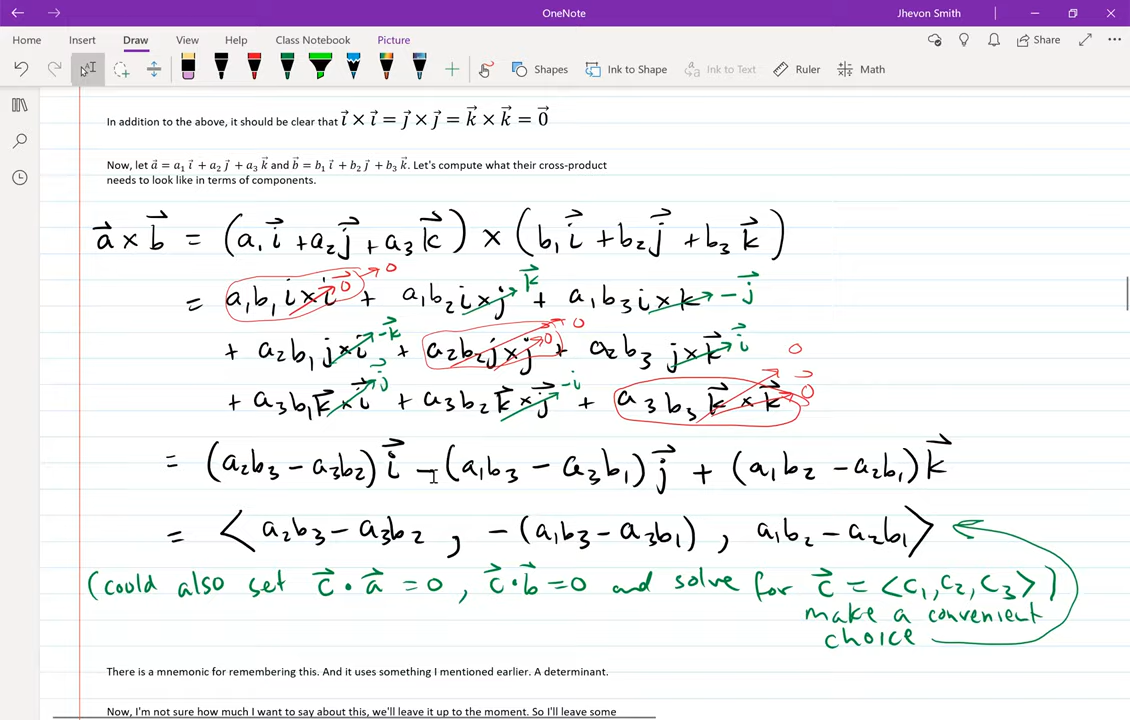 OneNote
Jhevon Smith
Home Insert Draw View Help Class Notebook Picture
Share
Shapes Ink to Shape Ink to Text Ruler Math
In addition to the above, it should be clear that i⃗ × i⃗ = j⃗ × j⃗ = k⃗ × k⃗ = 0⃗
Now, let a⃗ = a₁ i⃗ + a₂ j⃗ + a₃ k⃗ and b⃗ = b₁ i⃗ + b₂ j⃗ + b₃ k⃗. Let's compute what their cross-product
needs to look like in terms of components.
a⃗ × b⃗ = (a₁i⃗ + a₂j⃗ + a₃k⃗) × (b₁i⃗ + b₂j⃗ + b₃k⃗)
= a₁b₁ i×i 0⃗ 0 + a₁b₂ i×j k⃗ + a₁b₃ i×k -j⃗
+ a₂b₁ j×i -k⃗ + a₂b₂ j×j 0 0 + a₂b₃ j×k⃗ i⃗
+ a₃b₁ k⃗×i⃗ j⃗ + a₃b₂ k⃗×j⃗ -i + a₃b₃ k⃗×k⃗ 0 0⃗
= (a₂b₃ - a₃b₂) i⃗ - (a₁b₃ - a₃b₁) j⃗ + (a₁b₂ - a₂b₁) k⃗
= < a₂b₃ - a₃b₂ , -(a₁b₃ - a₃b₁) , a₁b₂ - a₂b₁ >
(could also set c⃗ · a⃗ = 0 , c⃗ · b⃗ = 0 and solve for c⃗ = <c₁, c₂, c₃>)
make a convenient
choice
There is a mnemonic for remembering this. And it uses something I mentioned earlier. A determinant.
Now, I'm not sure how much I want to say about this, we'll leave it up to the moment. So I'll leave some